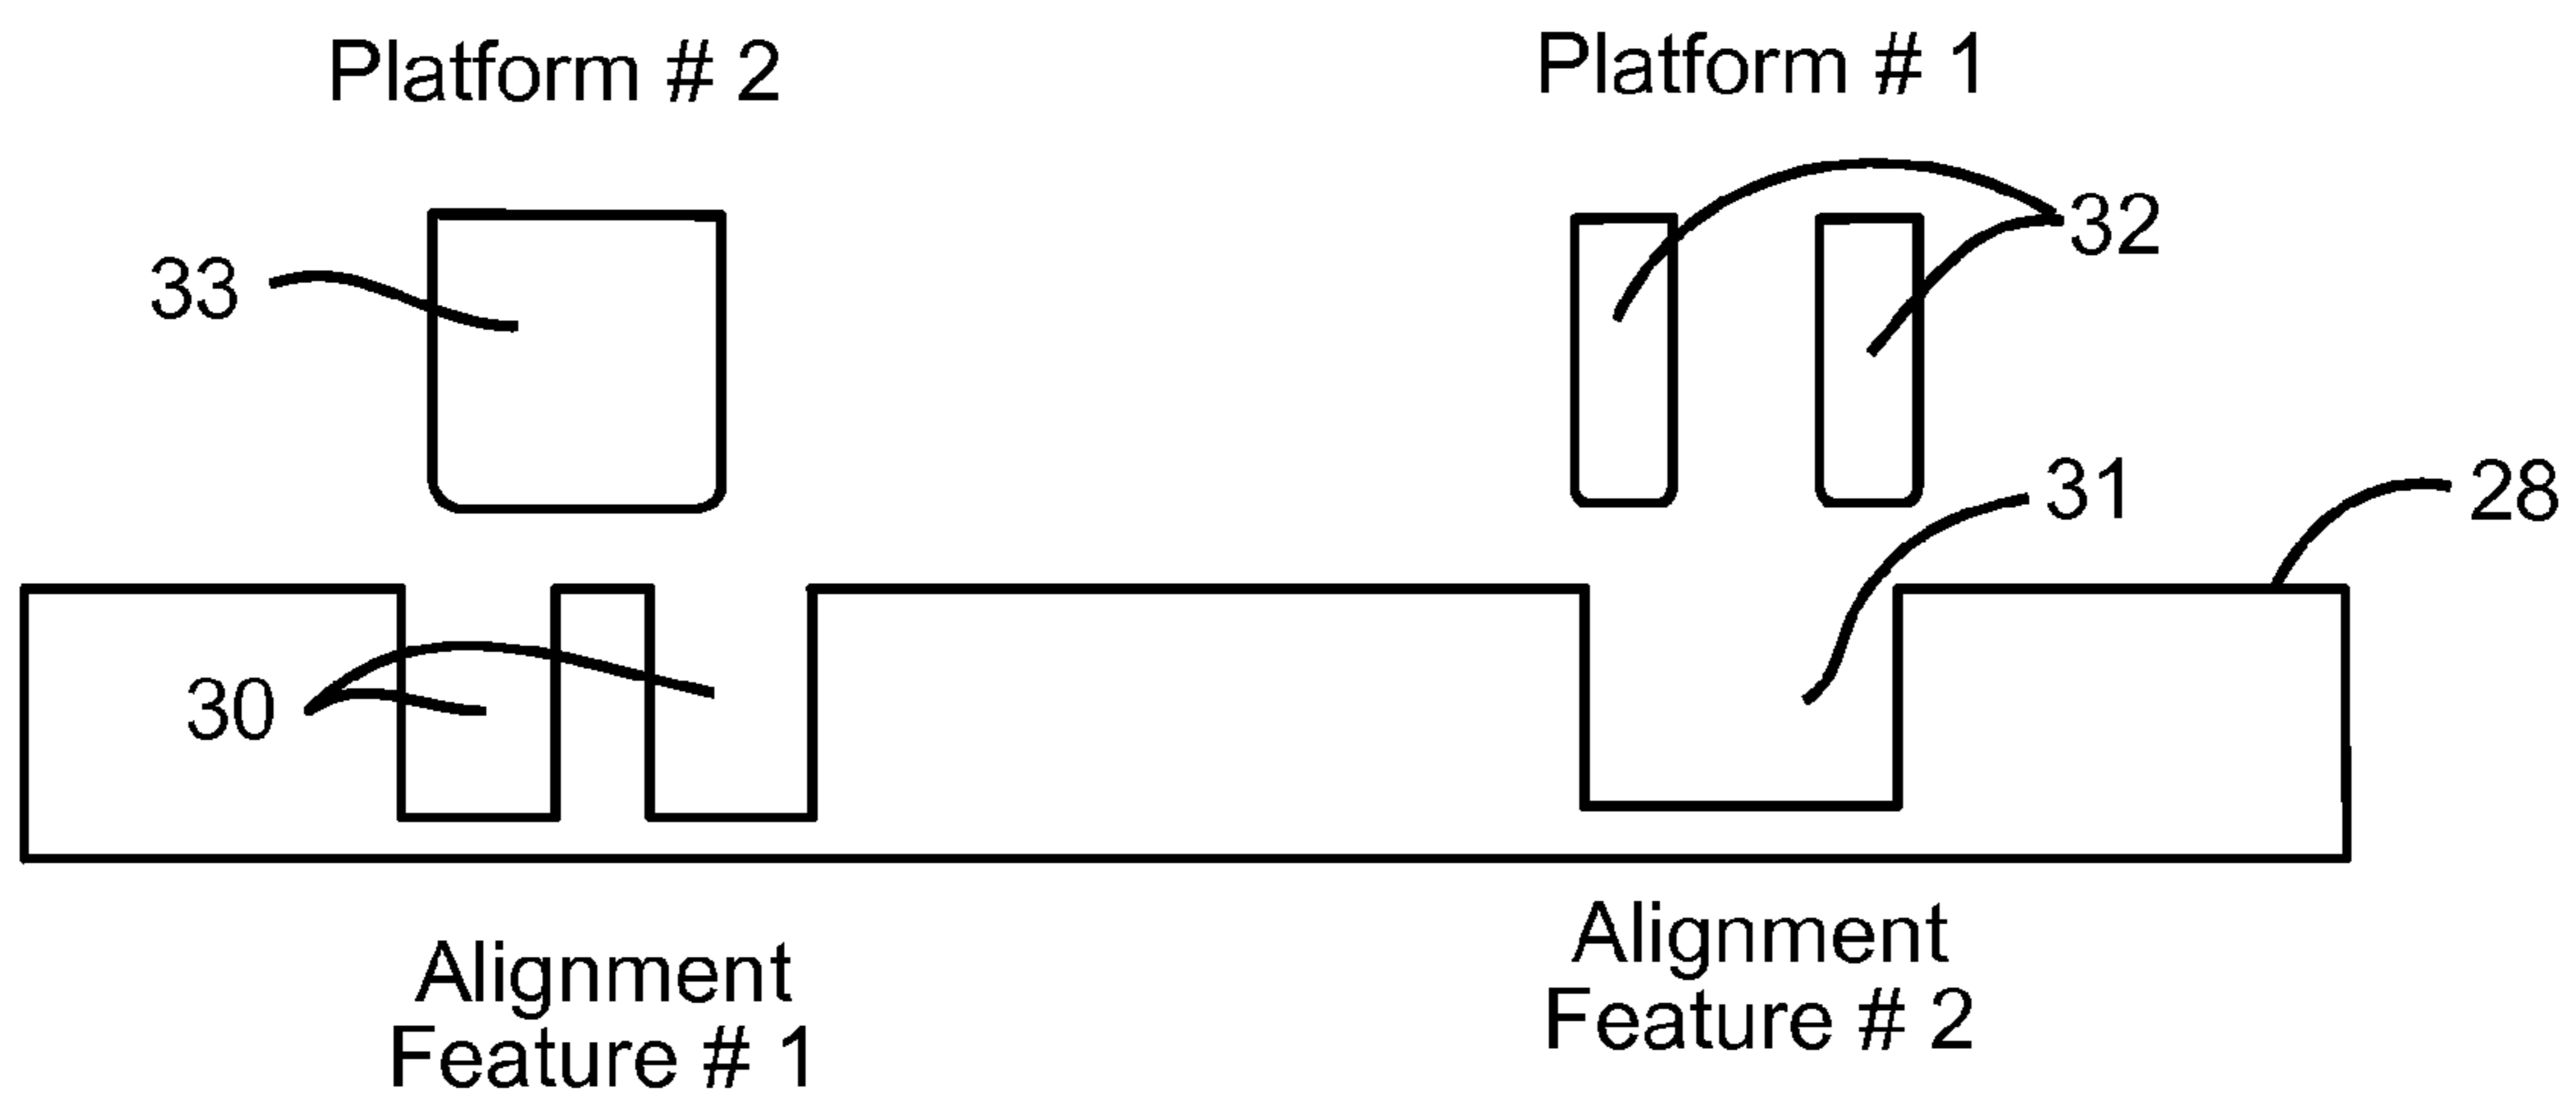 Platform # 2
Platform # 1
33
32
31
28
30
Alignment
Feature # 1
Alignment
Feature # 2